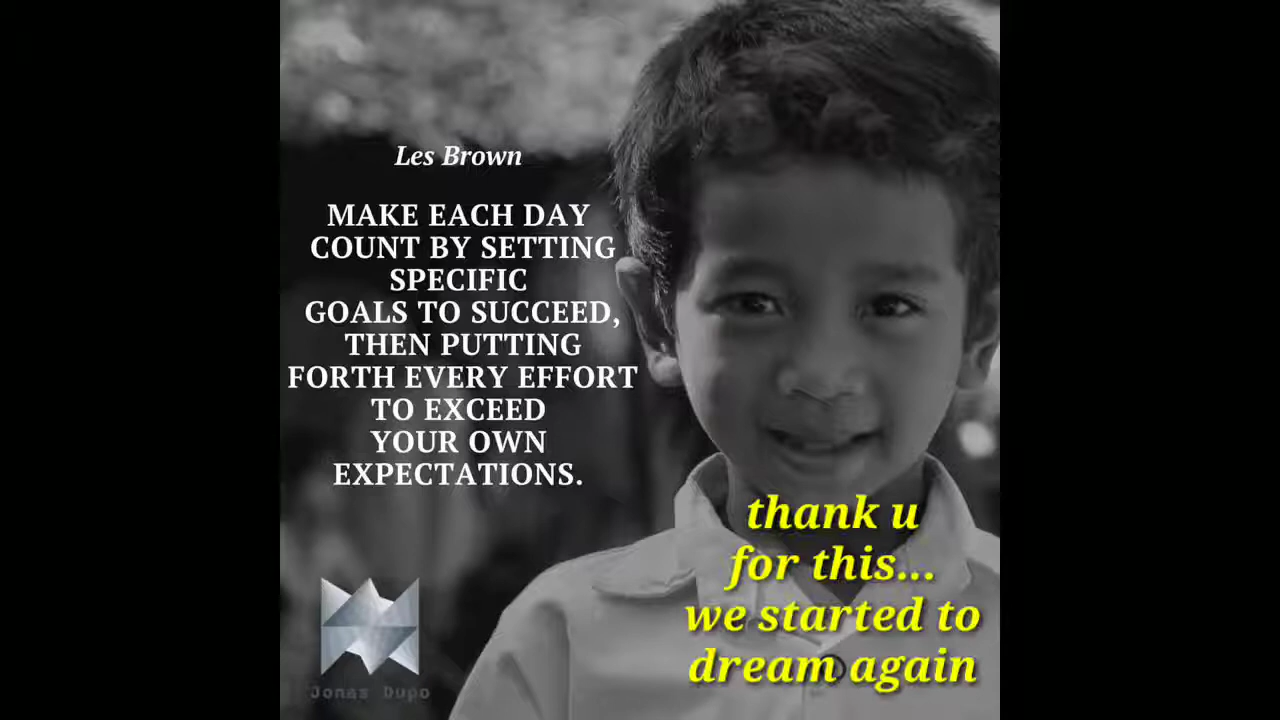 Les Brown
MAKE EACH DAY
COUNT BY SETTING
SPECIFIC
GOALS TO SUCCEED,
THEN PUTTING
FORTH EVERY EFFORT
TO EXCEED
YOUR OWN
EXPECTATIONS.
thank u
for this...
we started to
dream again
Jonas Dupo